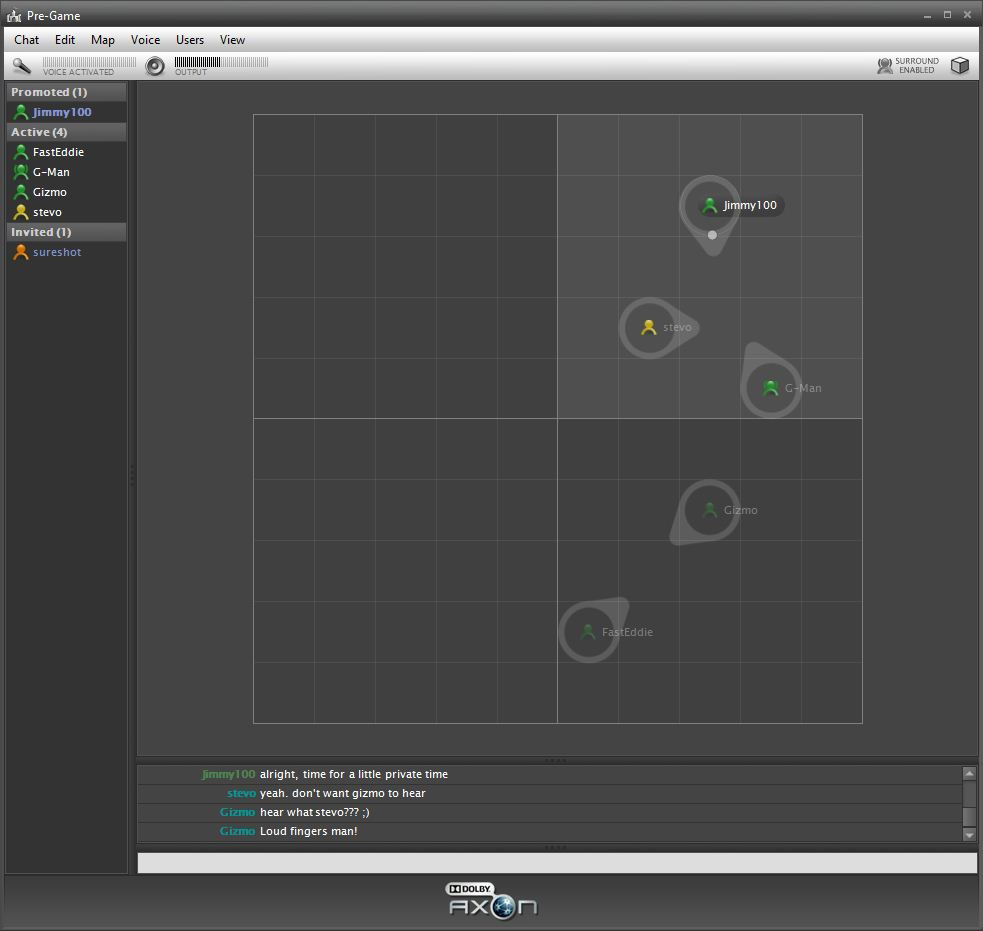 Pre-Game
Chat Edit Map Voice Users View
VOICE ACTIVATED OUTPUT SURROUND ENABLED
Promoted (1)
Jimmy100
Active (4)
FastEddie
G-Man
Gizmo
stevo
Invited (1)
sureshot
Jimmy100
stevo
G-Man
Gizmo
FastEddie
Jimmy100 alright, time for a little private time
stevo yeah. don't want gizmo to hear
Gizmo hear what stevo??? ;)
Gizmo Loud fingers man!
DOLBY
AXON